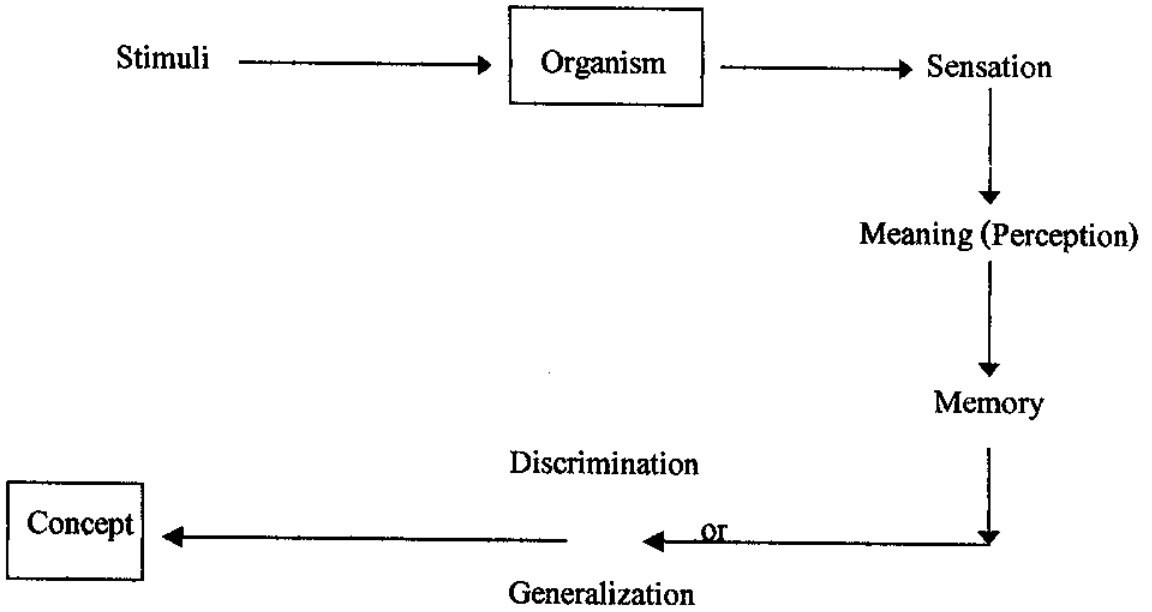 Stimuli
Organism
Sensation
Meaning (Perception)
Memory
Discrimination
or
Generalization
Concept